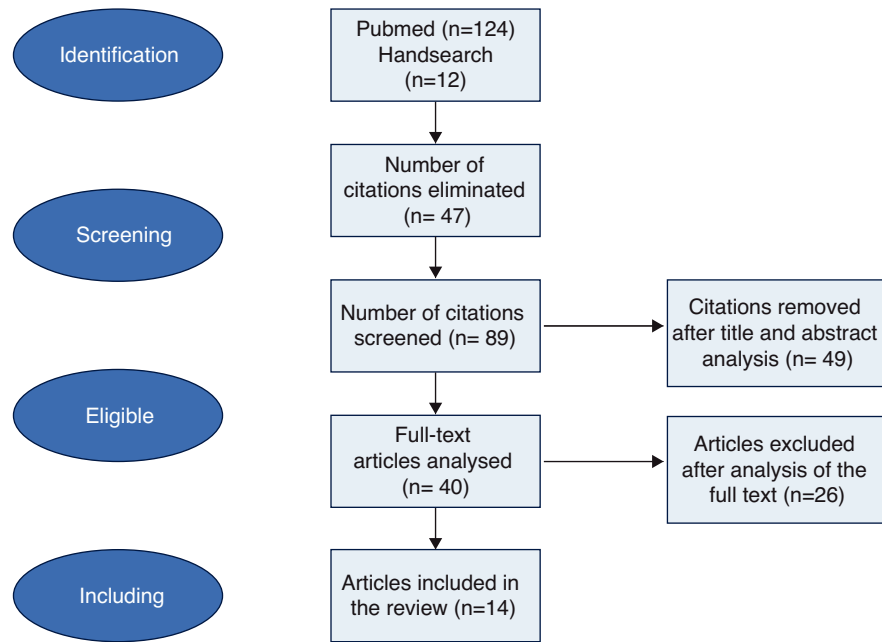 Identification
Pubmed (n=124)
Handsearch
(n=12)
Number of
citations eliminated
(n= 47)
Screening
Number of citations
screened (n= 89)
Citations removed
after title and abstract
analysis (n= 49)
Eligible
Full-text
articles analysed
(n= 40)
Articles excluded
after analysis of the
full text (n=26)
Including
Articles included in
the review (n=14)